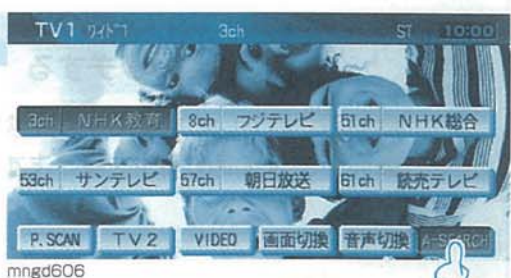 TV1 ワイド1 3ch ST 10:00
3ch NHK教育 8ch フジテレビ 51ch NHK総合
53ch サンテレビ 57ch 朝日放送 61ch 読売テレビ
P.SCAN TV2 VIDEO 画面切換 音声切換 A-SEARCH
mngd606